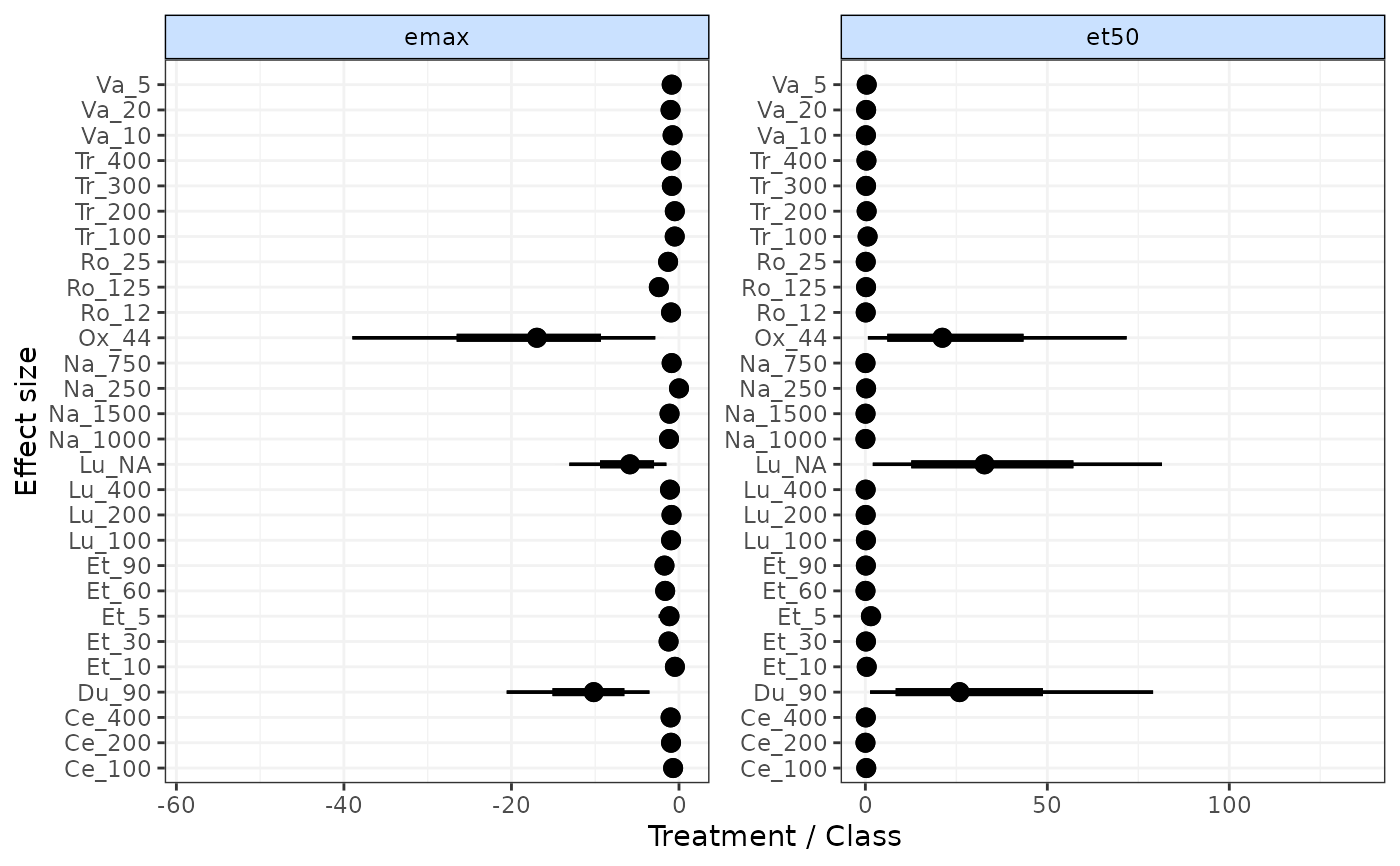 emax
et50
Effect size
Va_5
Va_20
Va_10
Tr_400
Tr_300
Tr_200
Tr_100
Ro_25
Ro_125
Ro_12
Ox_44
Na_750
Na_250
Na_1500
Na_1000
Lu_NA
Lu_400
Lu_200
Lu_100
Et_90
Et_60
Et_5
Et_30
Et_10
Du_90
Ce_400
Ce_200
Ce_100
Va_5
Va_20
Va_10
Tr_400
Tr_300
Tr_200
Tr_100
Ro_25
Ro_125
Ro_12
Ox_44
Na_750
Na_250
Na_1500
Na_1000
Lu_NA
Lu_400
Lu_200
Lu_100
Et_90
Et_60
Et_5
Et_30
Et_10
Du_90
Ce_400
Ce_200
Ce_100
-60 -40 -20 0
0 50 100
Treatment / Class